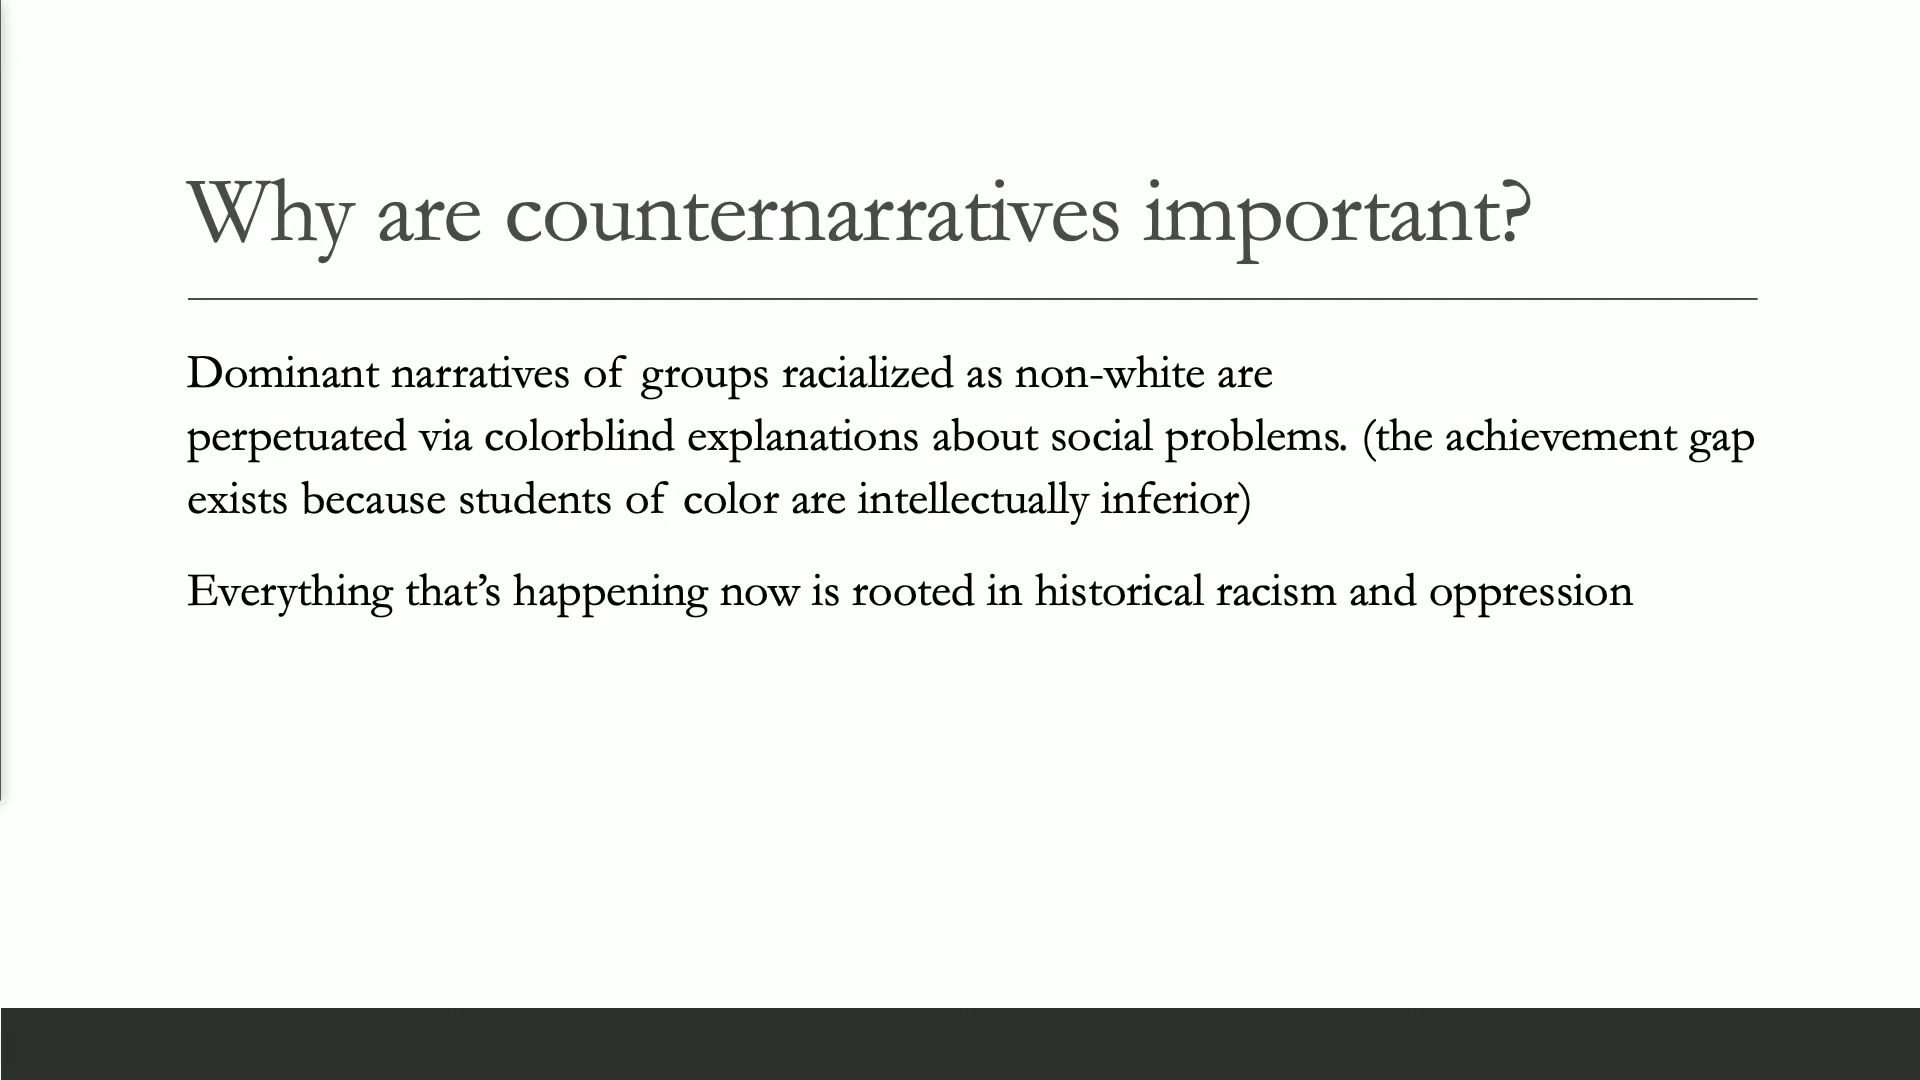 Why are counternarratives important?
Dominant narratives of groups racialized as non-white are
perpetuated via colorblind explanations about social problems. (the achievement gap
exists because students of color are intellectually inferior)
Everything that’s happening now is rooted in historical racism and oppression